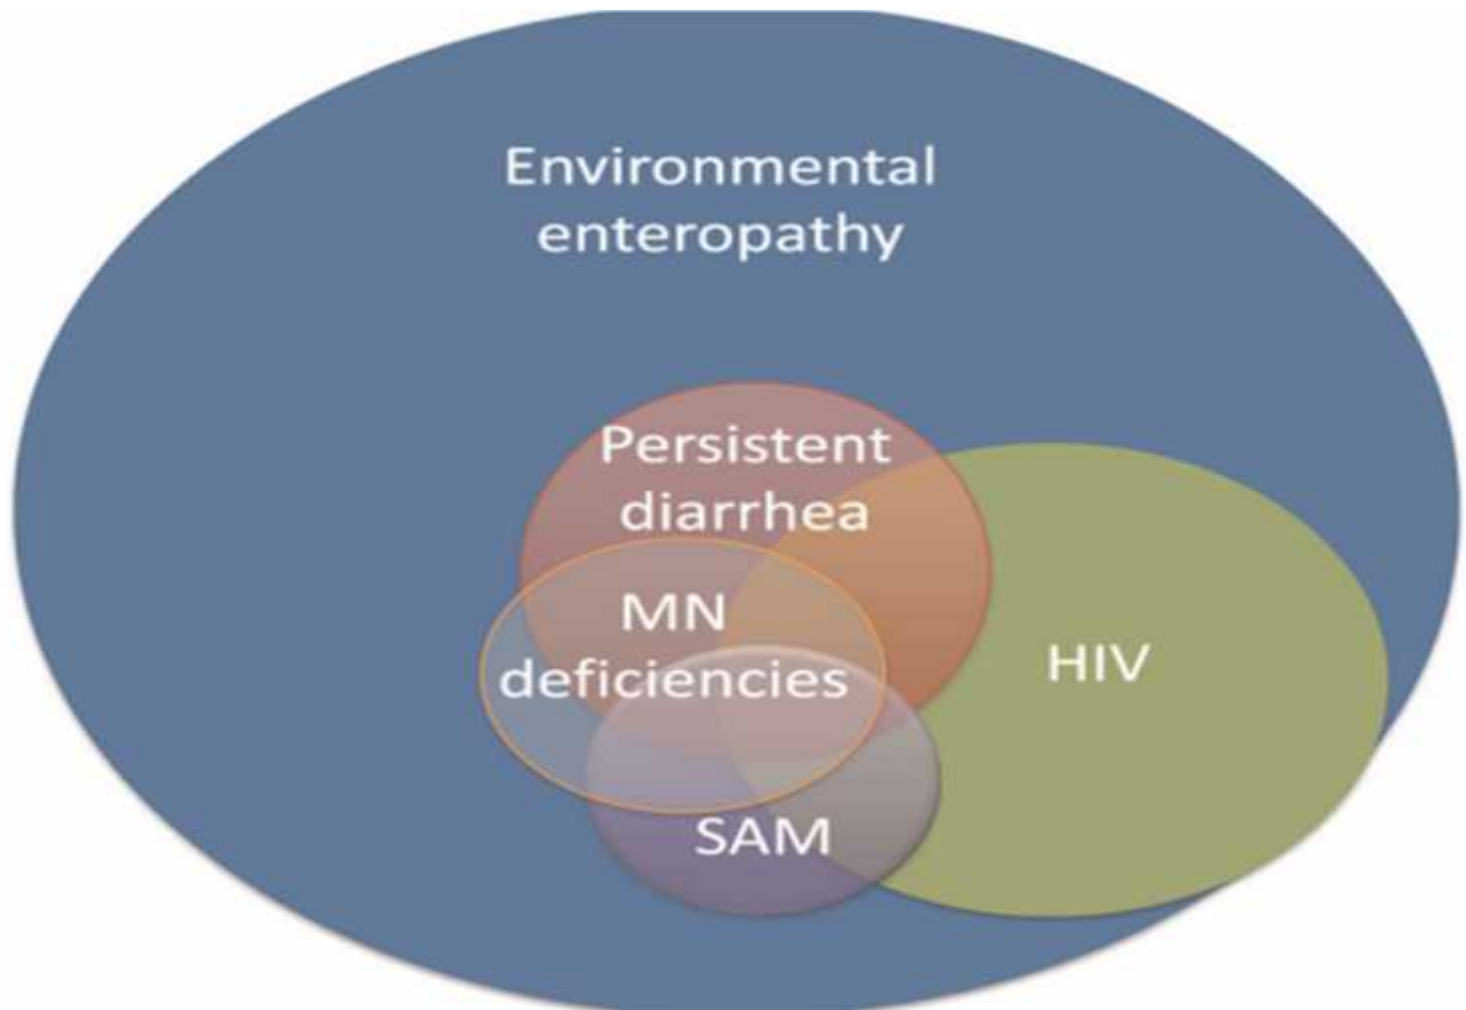 Environmental
enteropathy
Persistent
diarrhea
MN
deficiencies
HIV
SAM